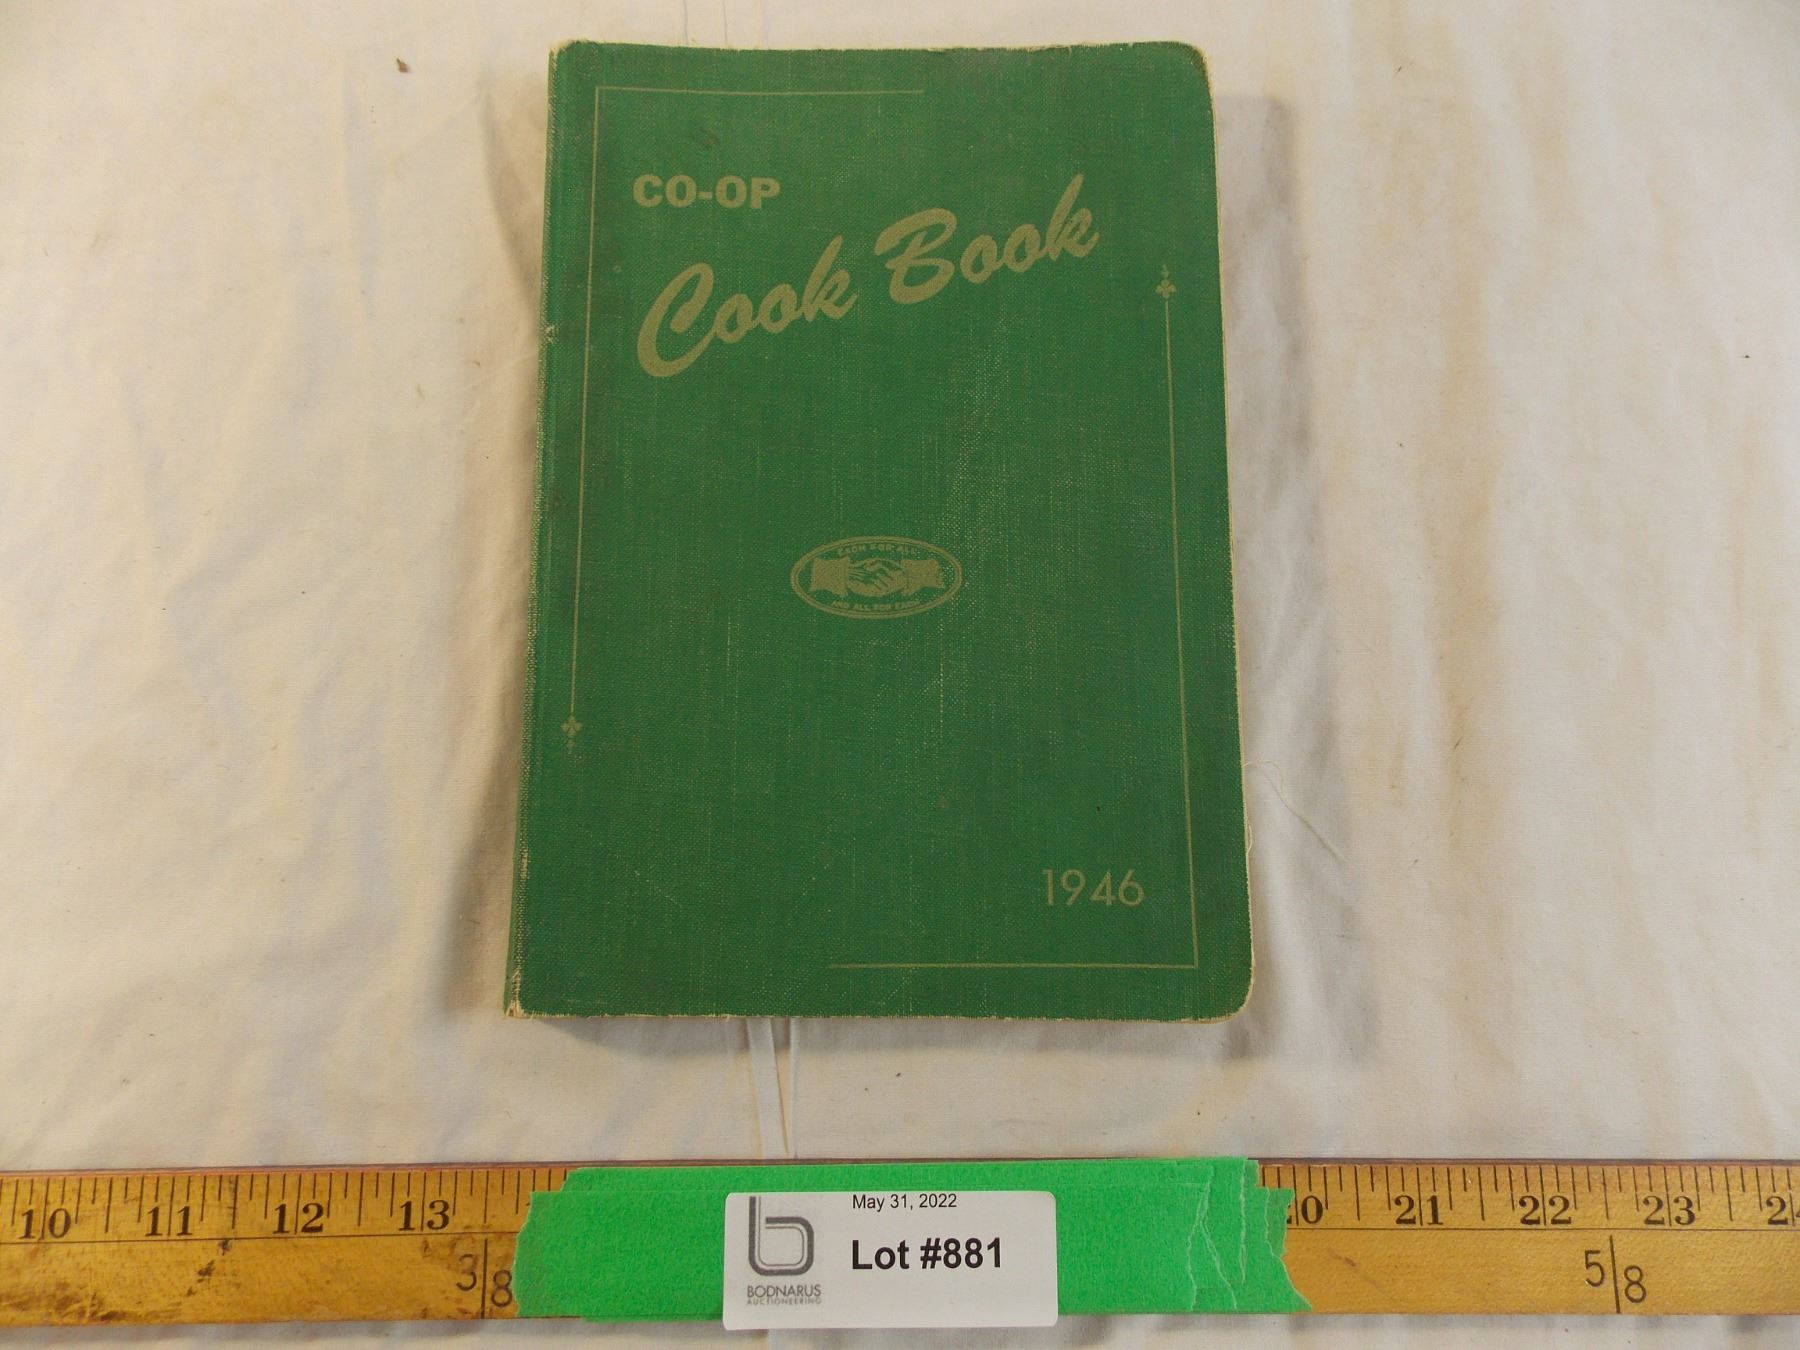 CO-OP
Cook Book
EACH FOR ALL
AND ALL FOR EACH
1946
10 11 12 13 20 21 22 23
3/8 5/8
May 31, 2022
Lot #881
BODNARUS
AUCTIONEERING